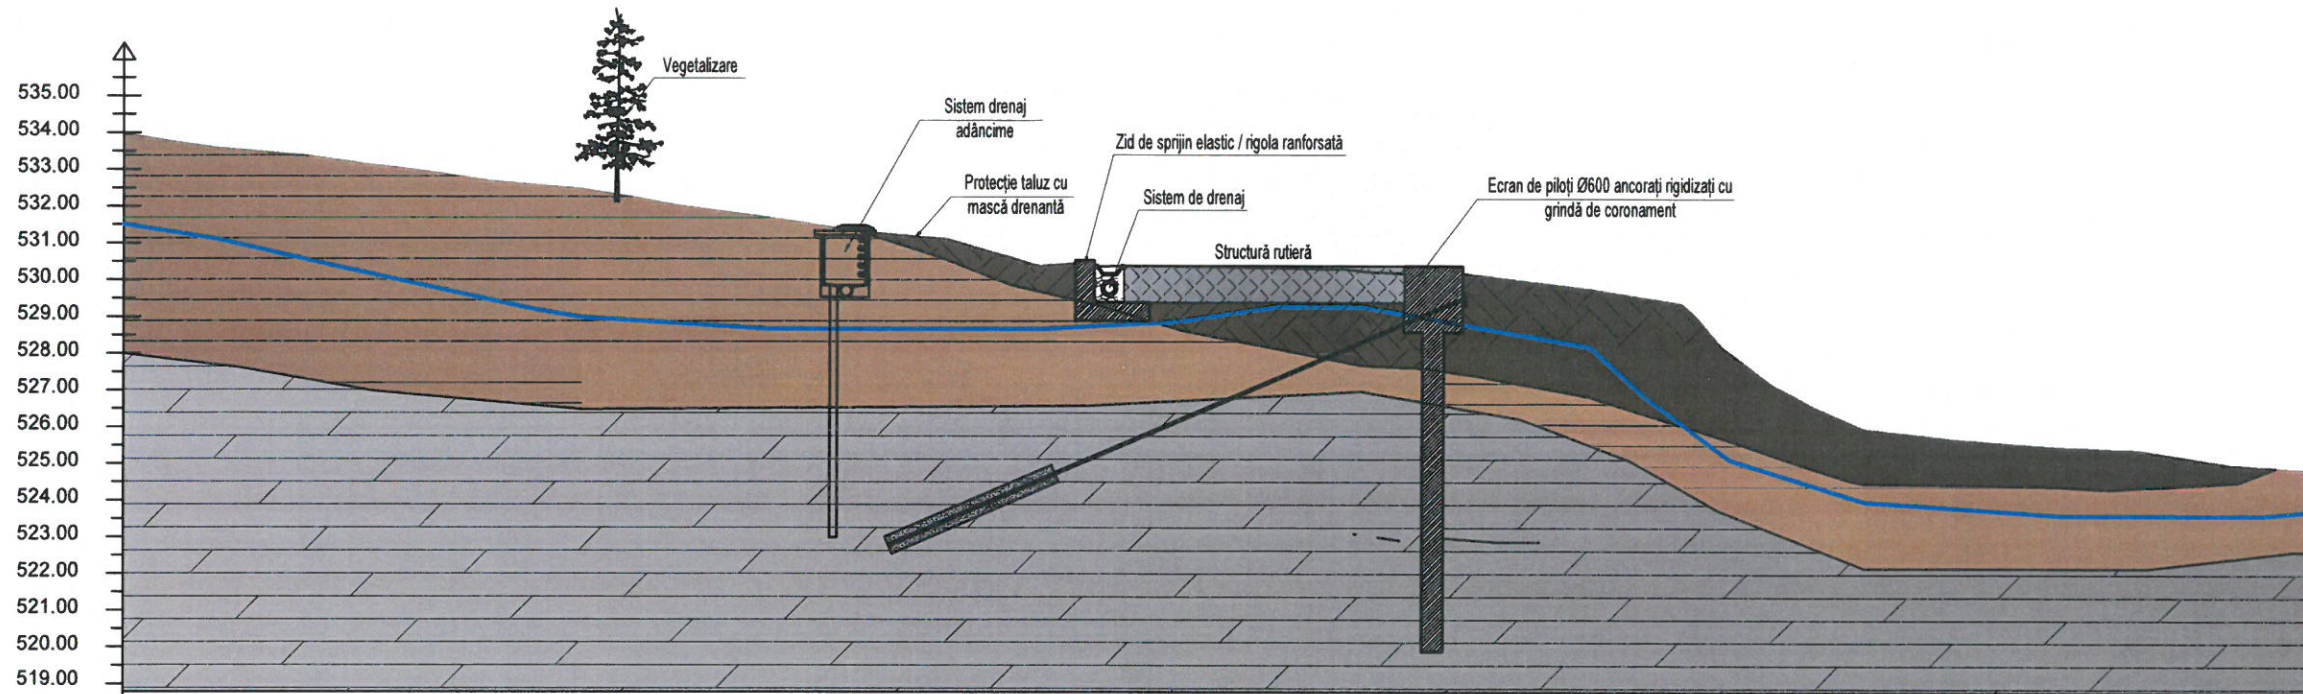 Vegetalizare
535.00
534.00
533.00
532.00
531.00
530.00
529.00
528.00
527.00
526.00
525.00
524.00
523.00
522.00
521.00
520.00
519.00
Sistem drenaj
adâncime
Protecție taluz cu
mască drenantă
Zid de sprijin elastic / rigola ranforsată
Sistem de drenaj
Structură rutieră
Ecran de piloți Ø600 ancorați rigidizați cu
grindă de coronament